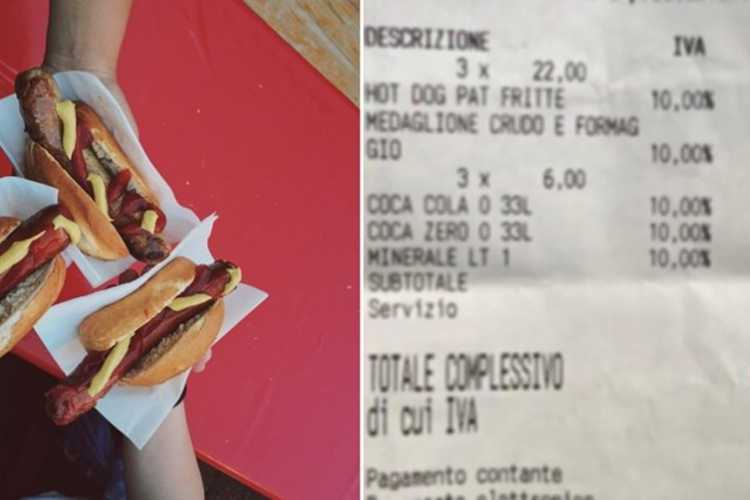 DESCRIZIONE IVA
3 x 22,00
HOT DOG PAT FRITTE 10,00%
MEDAGLIONE CRUDO E FORMAG
GIO 10,00%
3 x 6,00
COCA COLA 0 33L 10,00%
COCA ZERO 0 33L 10,00%
MINERALE LT 1 10,00%
SUBTOTALE
Servizio
TOTALE COMPLESSIVO
di cui IVA
Pagamento contante